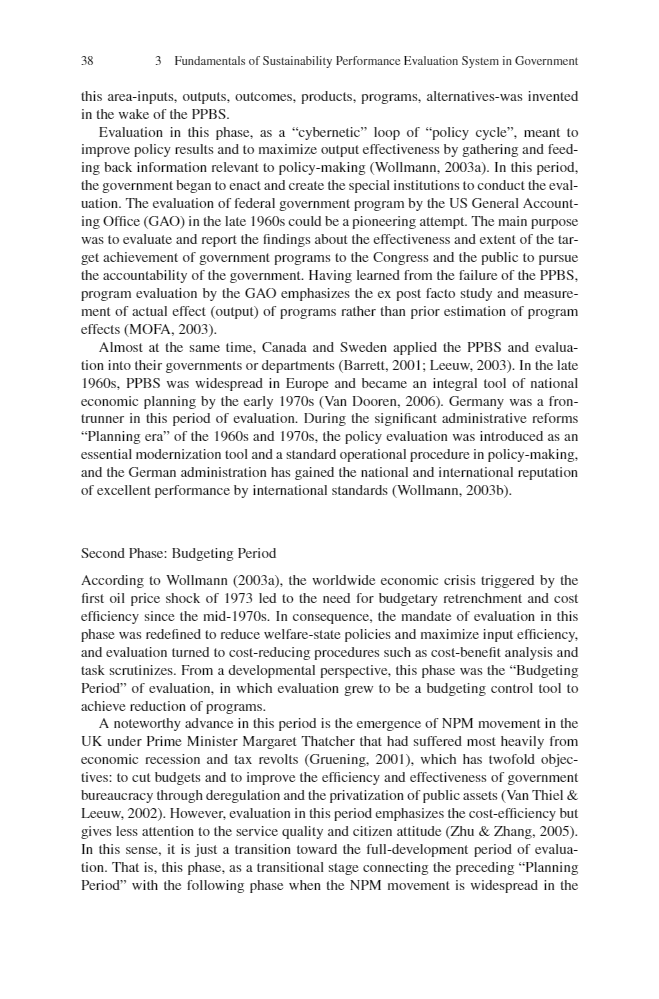 38 3 Fundamentals of Sustainability Performance Evaluation System in Government
this area-inputs, outputs, outcomes, products, programs, alternatives-was invented
in the wake of the PPBS.
Evaluation in this phase, as a “cybernetic” loop of “policy cycle”, meant to
improve policy results and to maximize output effectiveness by gathering and feed-
ing back information relevant to policy-making (Wollmann, 2003a). In this period,
the government began to enact and create the special institutions to conduct the eval-
uation. The evaluation of federal government program by the US General Account-
ing Office (GAO) in the late 1960s could be a pioneering attempt. The main purpose
was to evaluate and report the findings about the effectiveness and extent of the tar-
get achievement of government programs to the Congress and the public to pursue
the accountability of the government. Having learned from the failure of the PPBS,
program evaluation by the GAO emphasizes the ex post facto study and measure-
ment of actual effect (output) of programs rather than prior estimation of program
effects (MOFA, 2003).
Almost at the same time, Canada and Sweden applied the PPBS and evalua-
tion into their governments or departments (Barrett, 2001; Leeuw, 2003). In the late
1960s, PPBS was widespread in Europe and became an integral tool of national
economic planning by the early 1970s (Van Dooren, 2006). Germany was a fron-
trunner in this period of evaluation. During the significant administrative reforms
“Planning era” of the 1960s and 1970s, the policy evaluation was introduced as an
essential modernization tool and a standard operational procedure in policy-making,
and the German administration has gained the national and international reputation
of excellent performance by international standards (Wollmann, 2003b).
Second Phase: Budgeting Period
According to Wollmann (2003a), the worldwide economic crisis triggered by the
first oil price shock of 1973 led to the need for budgetary retrenchment and cost
efficiency since the mid-1970s. In consequence, the mandate of evaluation in this
phase was redefined to reduce welfare-state policies and maximize input efficiency,
and evaluation turned to cost-reducing procedures such as cost-benefit analysis and
task scrutinizes. From a developmental perspective, this phase was the “Budgeting
Period” of evaluation, in which evaluation grew to be a budgeting control tool to
achieve reduction of programs.
A noteworthy advance in this period is the emergence of NPM movement in the
UK under Prime Minister Margaret Thatcher that had suffered most heavily from
economic recession and tax revolts (Gruening, 2001), which has twofold objec-
tives: to cut budgets and to improve the efficiency and effectiveness of government
bureaucracy through deregulation and the privatization of public assets (Van Thiel &
Leeuw, 2002). However, evaluation in this period emphasizes the cost-efficiency but
gives less attention to the service quality and citizen attitude (Zhu & Zhang, 2005).
In this sense, it is just a transition toward the full-development period of evalua-
tion. That is, this phase, as a transitional stage connecting the preceding “Planning
Period” with the following phase when the NPM movement is widespread in the